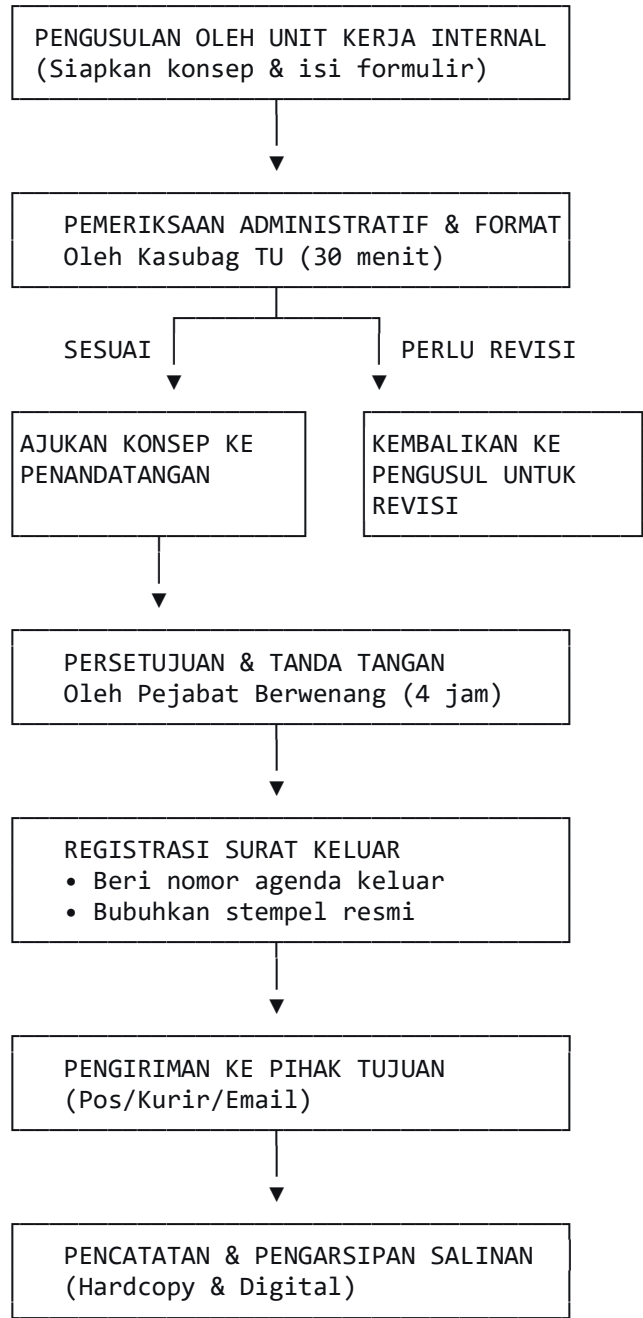 PENGUSULAN OLEH UNIT KERJA INTERNAL
(Siapkan konsep & isi formulir)
PEMERIKSAAN ADMINISTRATIF & FORMAT
Oleh Kasubag TU (30 menit)
SESUAI
PERLU REVISI
AJUKAN KONSEP KE
PENANDATANGAN
KEMBALIKAN KE
PENGUSUL UNTUK
REVISI
PERSETUJUAN & TANDA TANGAN
Oleh Pejabat Berwenang (4 jam)
REGISTRASI SURAT KELUAR
• Beri nomor agenda keluar
• Bubuhkan stempel resmi
PENGIRIMAN KE PIHAK TUJUAN
(Pos/Kurir/Email)
PENCATATAN & PENGARSIPAN SALINAN
(Hardcopy & Digital)